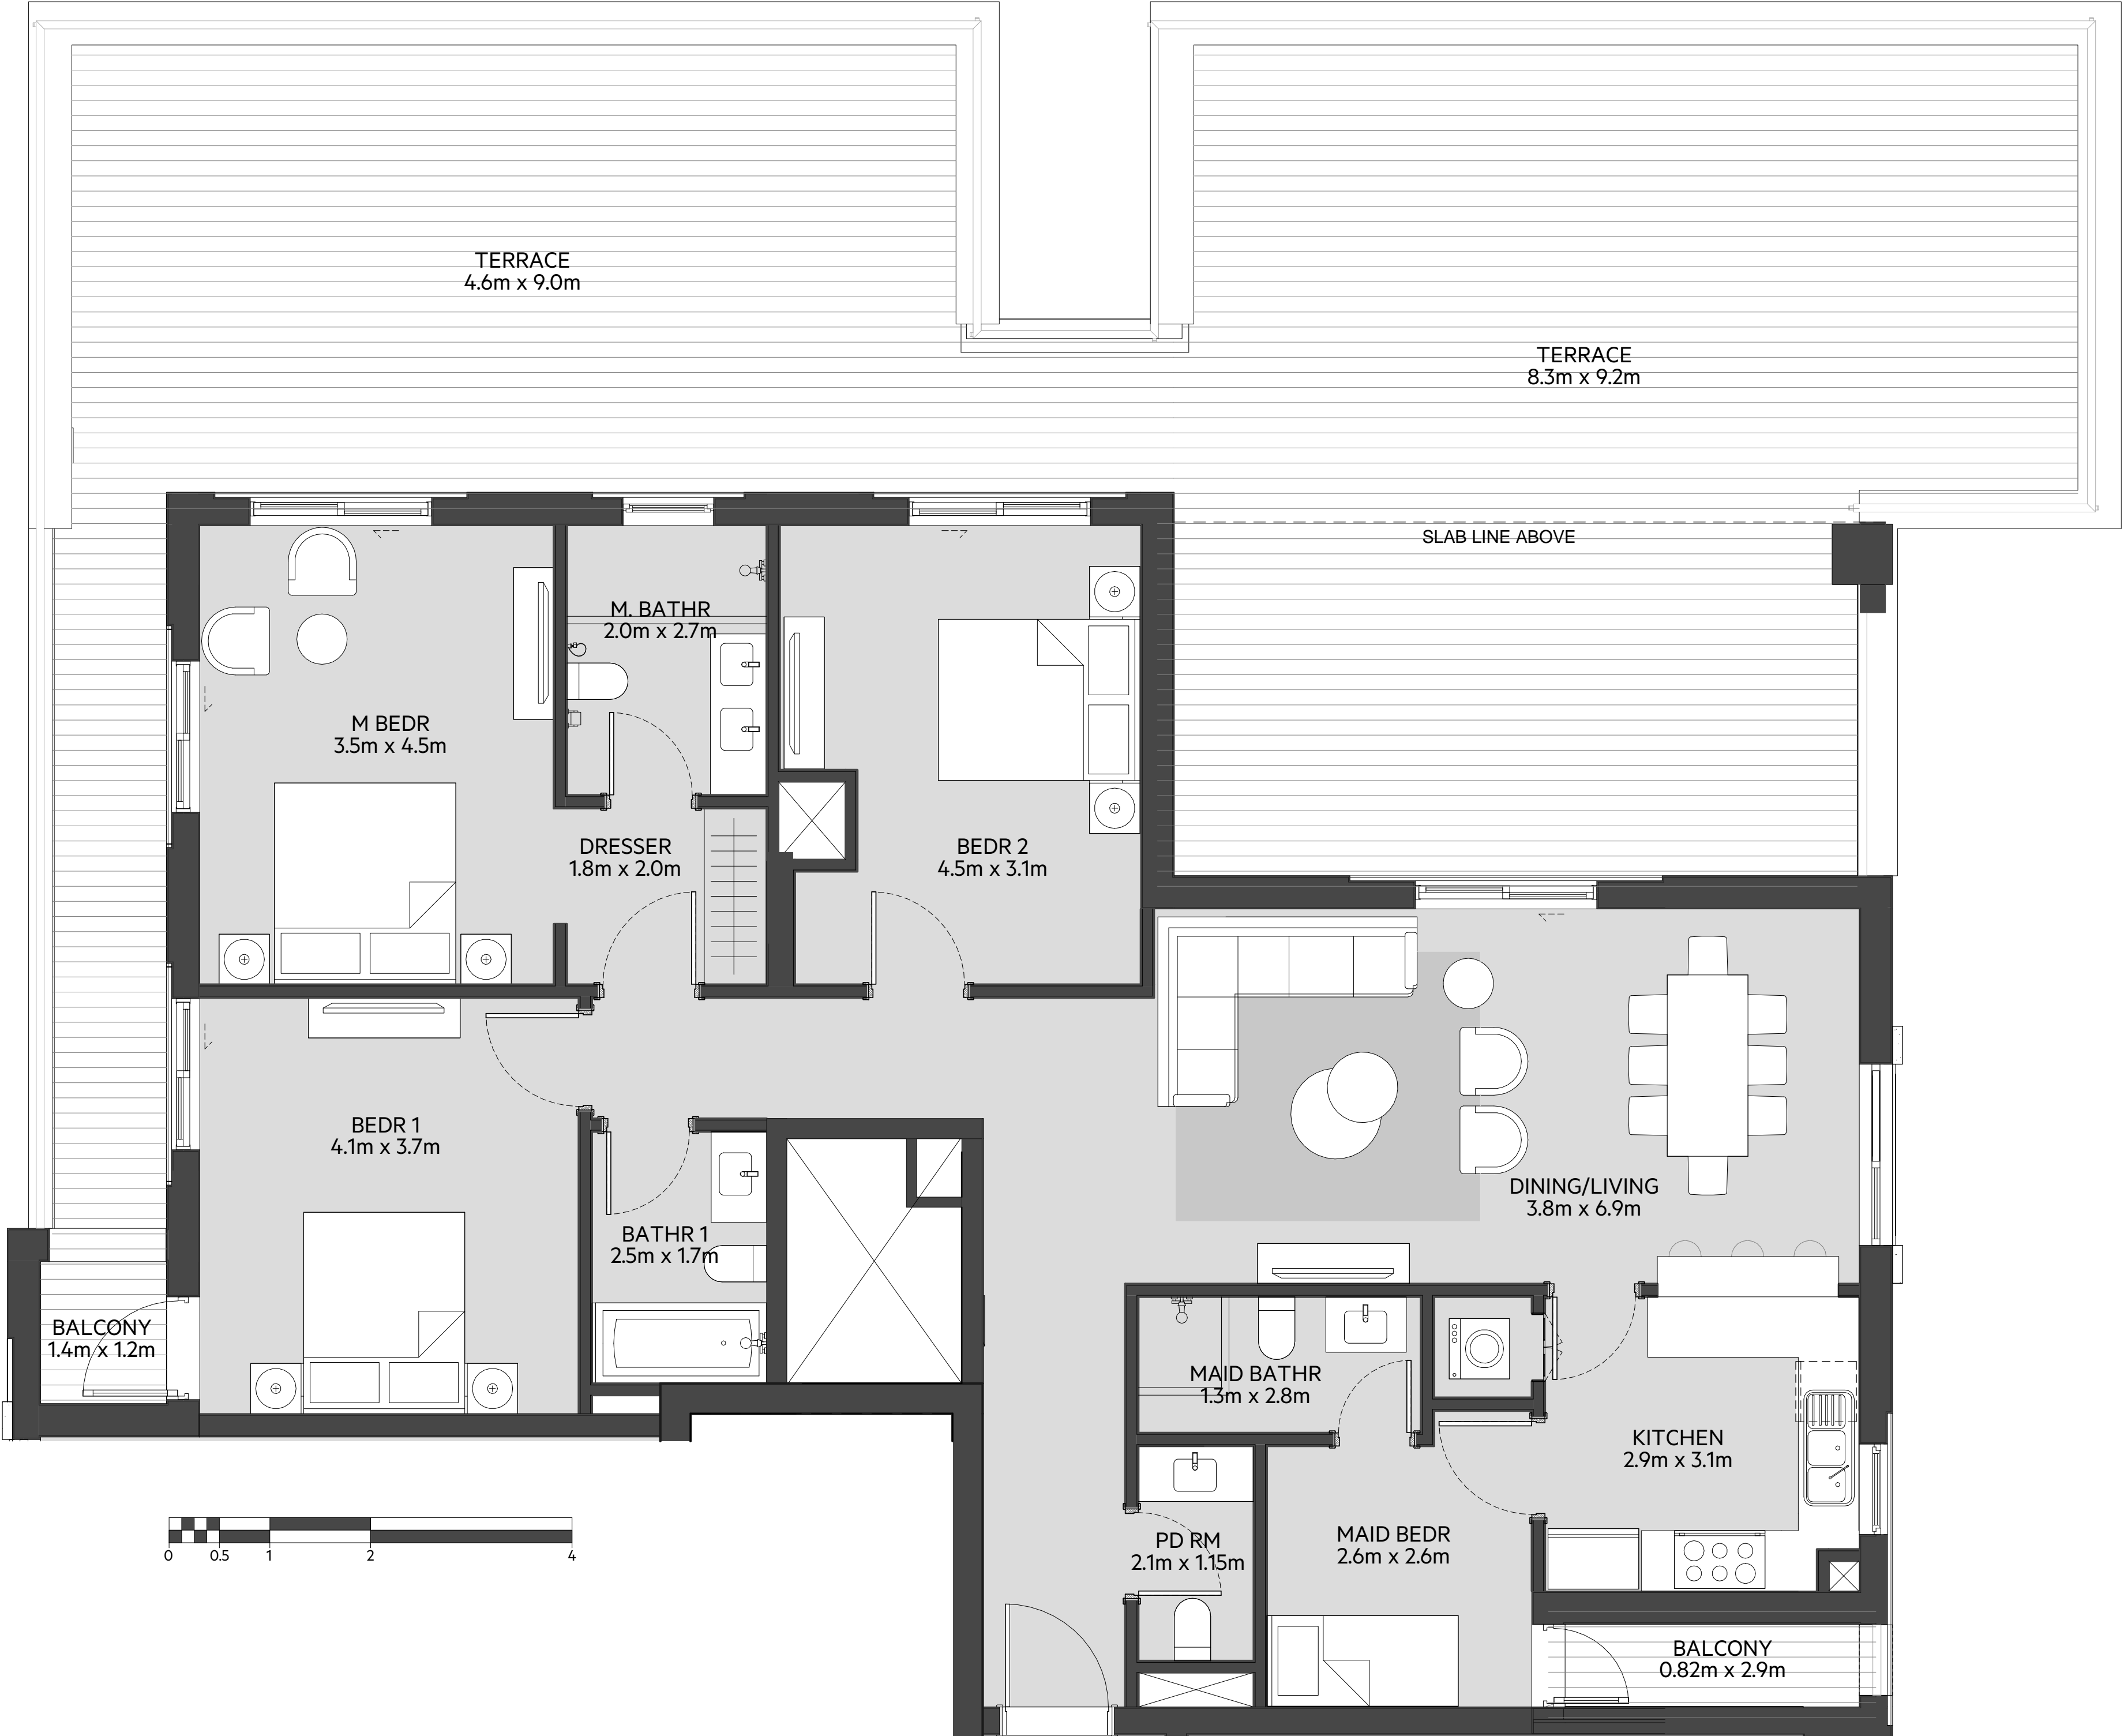 TERRACE
4.6m x 9.0m
TERRACE
8.3m x 9.2m
SLAB LINE ABOVE
M. BATHR
2.0m x 2.7m
M BEDR
3.5m x 4.5m
DRESSER
1.8m x 2.0m
BEDR 2
4.5m x 3.1m
BEDR 1
4.1m x 3.7m
DINING/LIVING
3.8m x 6.9m
BATHR 1
2.5m x 1.7m
BALCONY
1.4m x 1.2m
MAID BATHR
1.3m x 2.8m
KITCHEN
2.9m x 3.1m
PD RM
2.1m x 1.15m
MAID BEDR
2.6m x 2.6m
0 0.5 1 2 4
BALCONY
0.82m x 2.9m